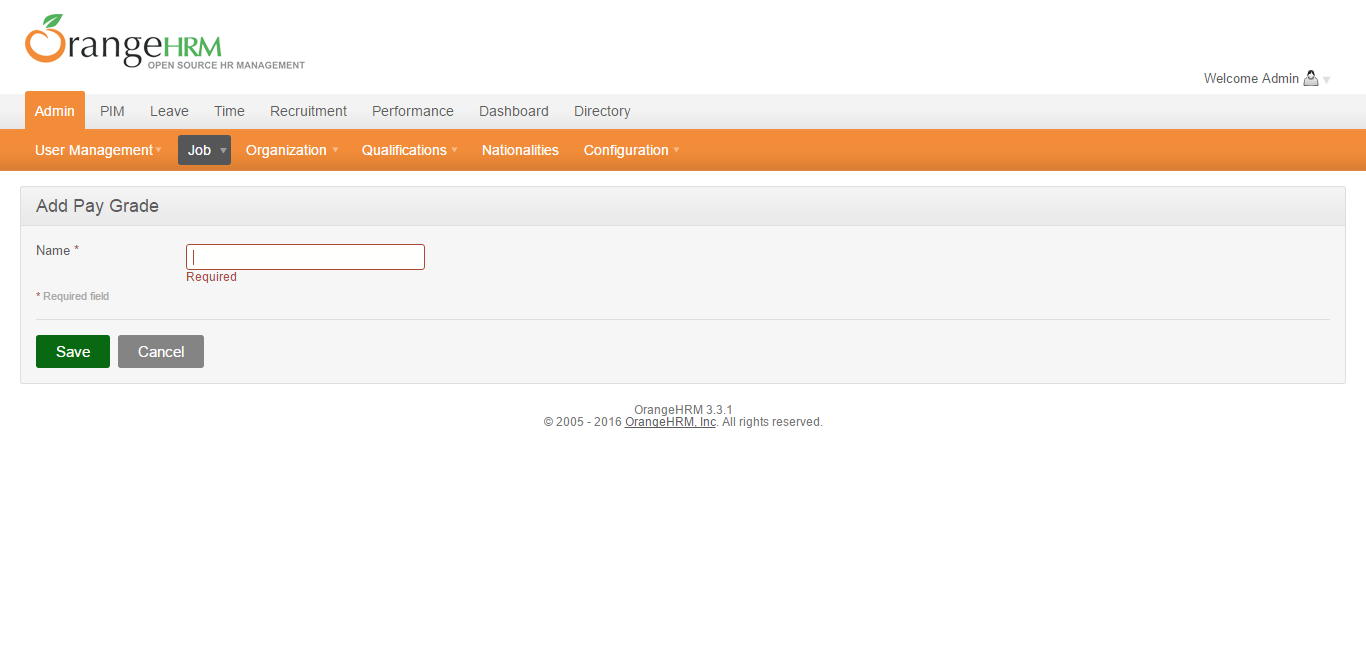 OrangeHRM
OPEN SOURCE HR MANAGEMENT
Welcome Admin
Admin PIM Leave Time Recruitment Performance Dashboard Directory
User Management Job Organization Qualifications Nationalities Configuration
Add Pay Grade
Name *
Required
* Required field
Save Cancel
OrangeHRM 3.3.1
© 2005 - 2016 OrangeHRM, Inc. All rights reserved.